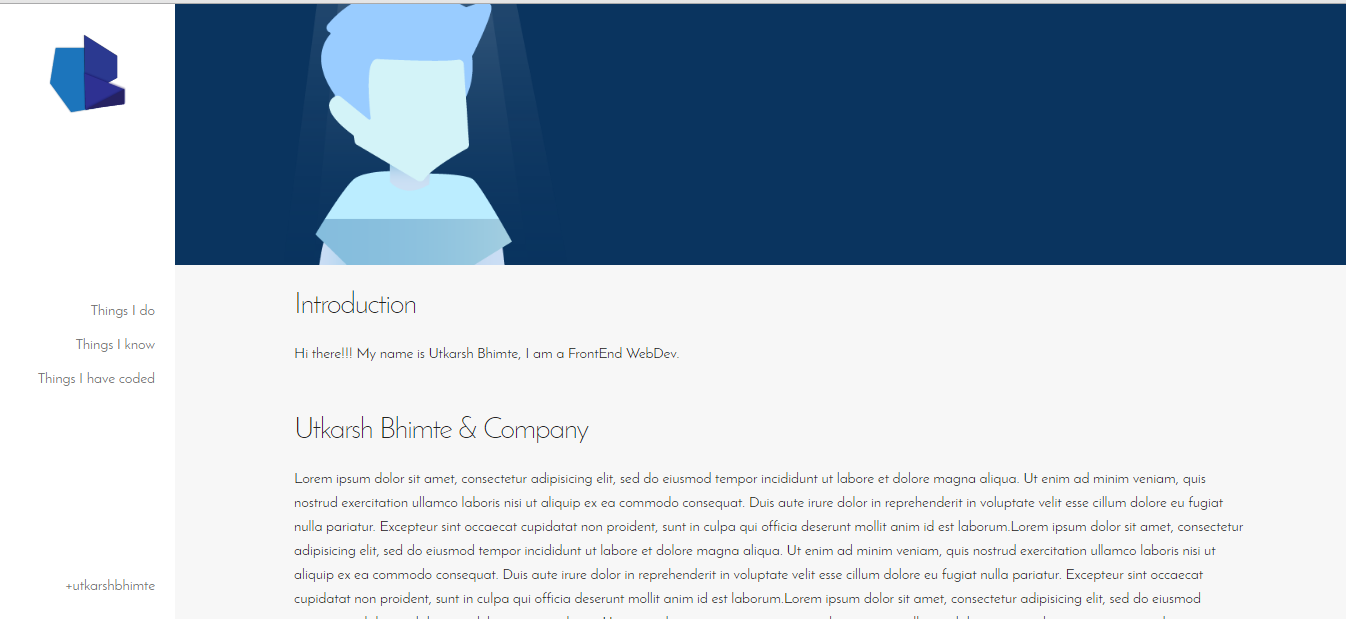 Things I do
Things I know
Things I have coded
+utkarshbhimte
Introduction
Hi there!!! My name is Utkarsh Bhimte, I am a FrontEnd WebDev.
Utkarsh Bhimte & Company
Lorem ipsum dolor sit amet, consectetur adipisicing elit, sed do eiusmod tempor incididunt ut labore et dolore magna aliqua. Ut enim ad minim veniam, quis
nostrud exercitation ullamco laboris nisi ut aliquip ex ea commodo consequat. Duis aute irure dolor in reprehenderit in voluptate velit esse cillum dolore eu fugiat
nulla pariatur. Excepteur sint occaecat cupidatat non proident, sunt in culpa qui officia deserunt mollit anim id est laborum.Lorem ipsum dolor sit amet, consectetur
adipisicing elit, sed do eiusmod tempor incididunt ut labore et dolore magna aliqua. Ut enim ad minim veniam, quis nostrud exercitation ullamco laboris nisi ut
aliquip ex ea commodo consequat. Duis aute irure dolor in reprehenderit in voluptate velit esse cillum dolore eu fugiat nulla pariatur. Excepteur sint occaecat
cupidatat non proident, sunt in culpa qui officia deserunt mollit anim id est laborum.Lorem ipsum dolor sit amet, consectetur adipisicing elit, sed do eiusmod